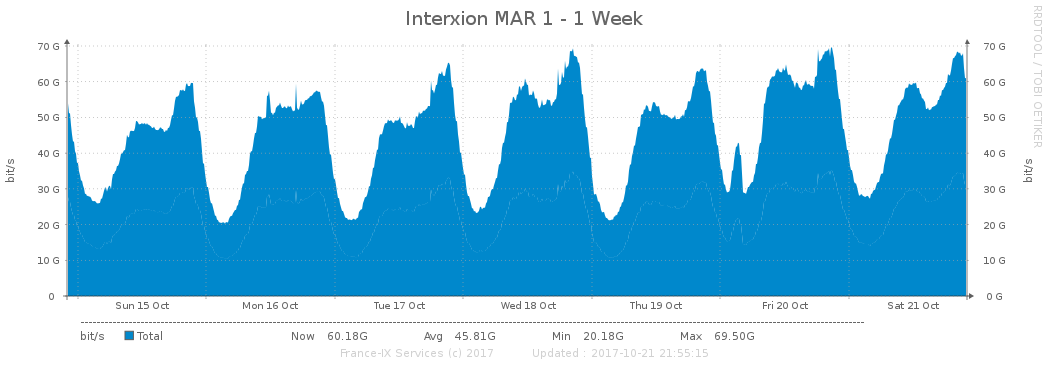 Interxion MAR 1 - 1 Week
RRDTOOL / TOBI OETIKER
70 G 70 G
60 G 60 G
50 G 50 G
40 G 40 G
30 G 30 G
20 G 20 G
10 G 10 G
0 0 G
bit/s bit/s
Sun 15 Oct Mon 16 Oct Tue 17 Oct Wed 18 Oct Thu 19 Oct Fri 20 Oct Sat 21 Oct
bit/s Total Now 60.18G Avg 45.81G Min 20.18G Max 69.50G
France-IX Services (c) 2017 Updated : 2017-10-21 21:55:15